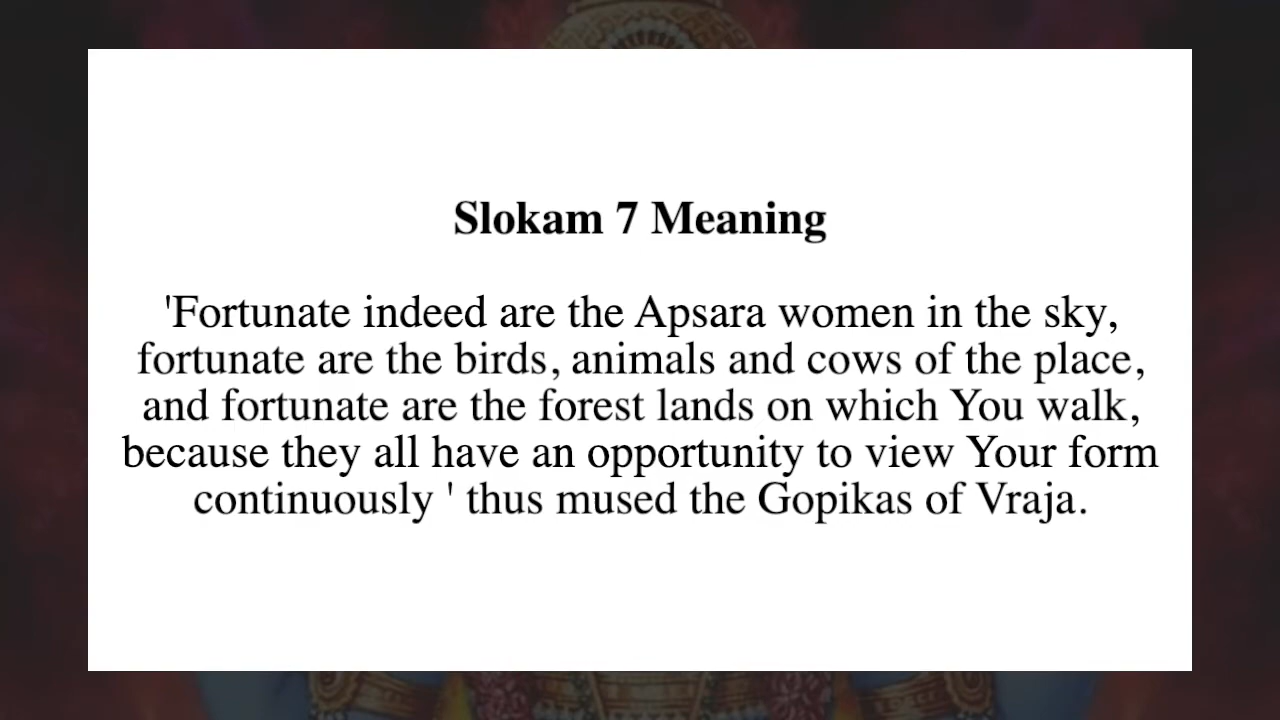 Slokam 7 Meaning
'Fortunate indeed are the Apsara women in the sky,
fortunate are the birds, animals and cows of the place,
and fortunate are the forest lands on which You walk,
because they all have an opportunity to view Your form
continuously ' thus mused the Gopikas of Vraja.